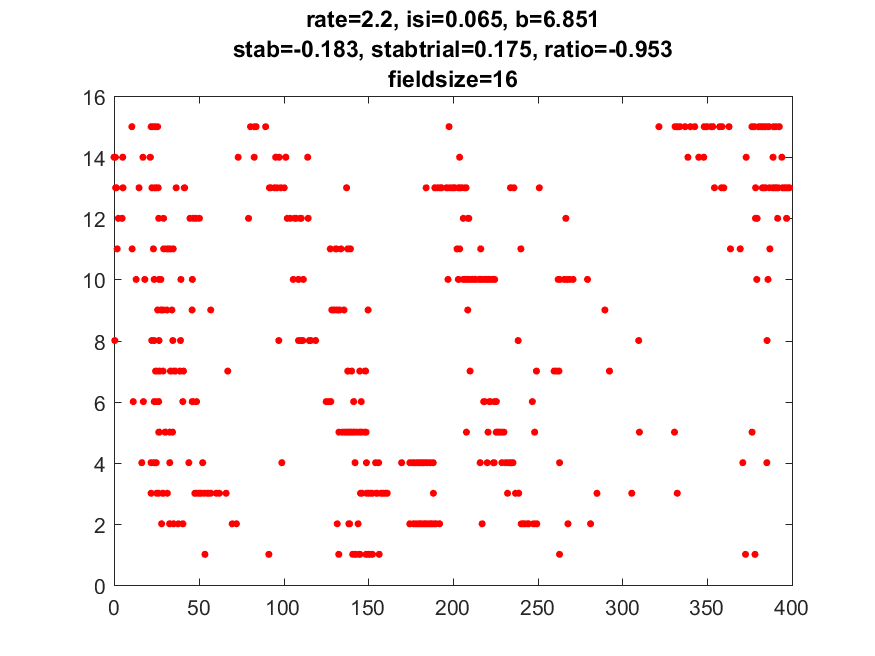 rate=2.2, isi=0.065, b=6.851
stab=-0.183, stabtrial=0.175, ratio=-0.953
fieldsize=16
16
14
12
10
8
6
4
2
0
0 50 100 150 200 250 300 350 400